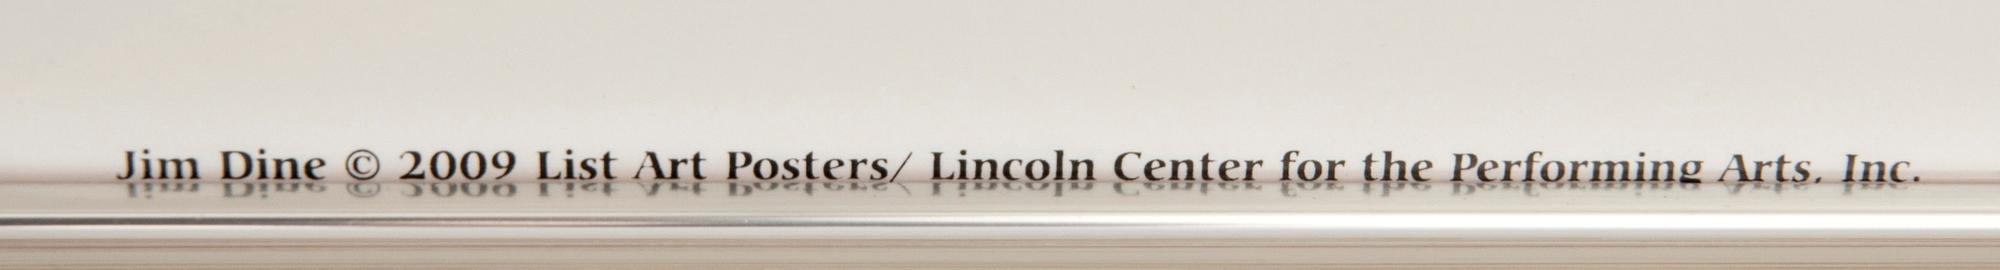 Jim Dine © 2009 List Art Posters/ Lincoln Center for the Performing Arts, Inc.